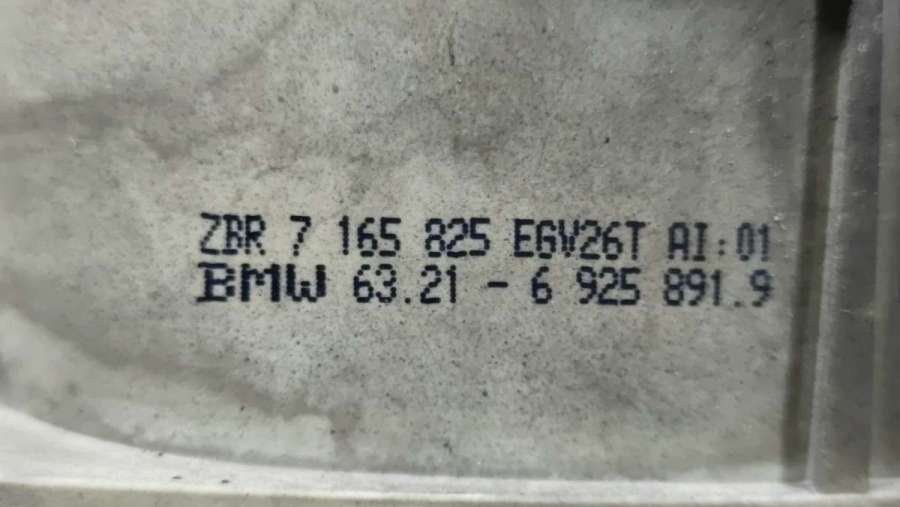 ZBR 7 165 825 EGV26T AI:01
BMW 63.21 - 6 925 891.9